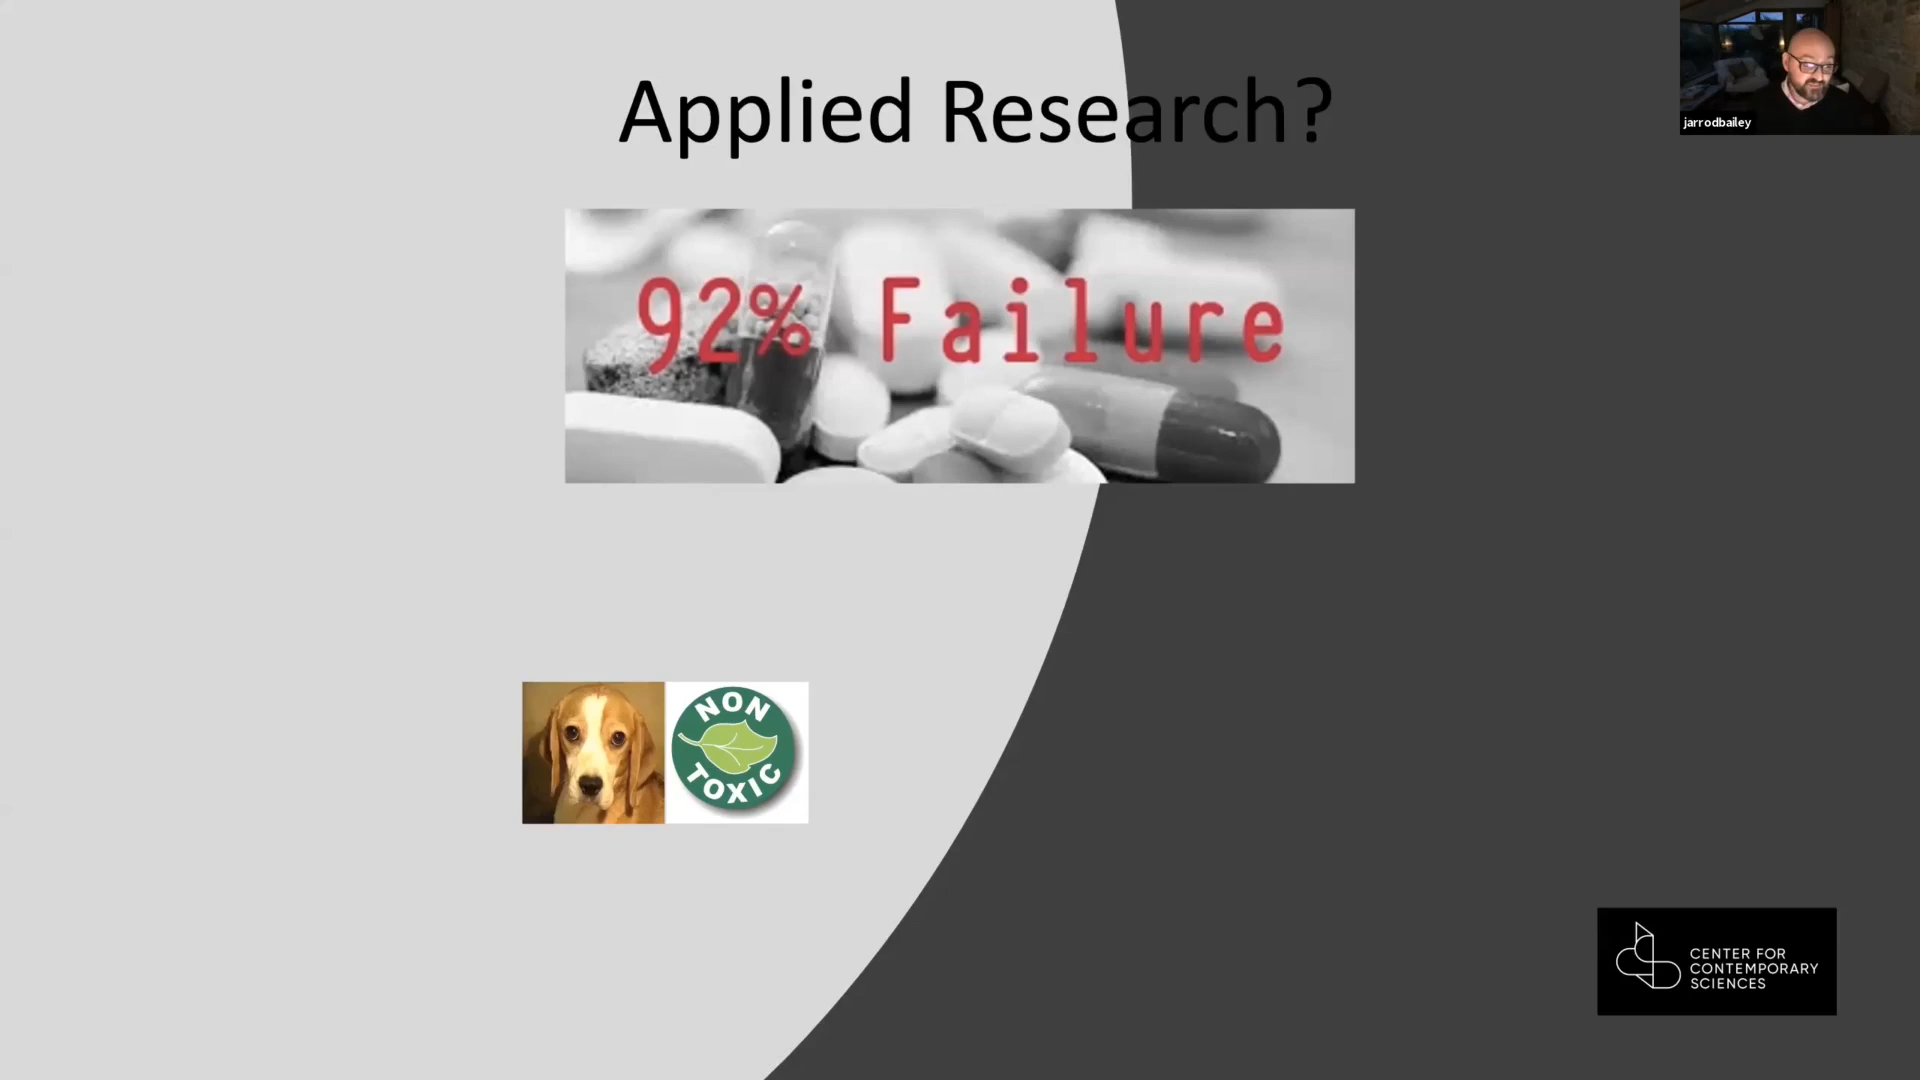 Applied Research?
jarrodbailey
92% Failure
NON
TOXIC
CENTER FOR
CONTEMPORARY
SCIENCES